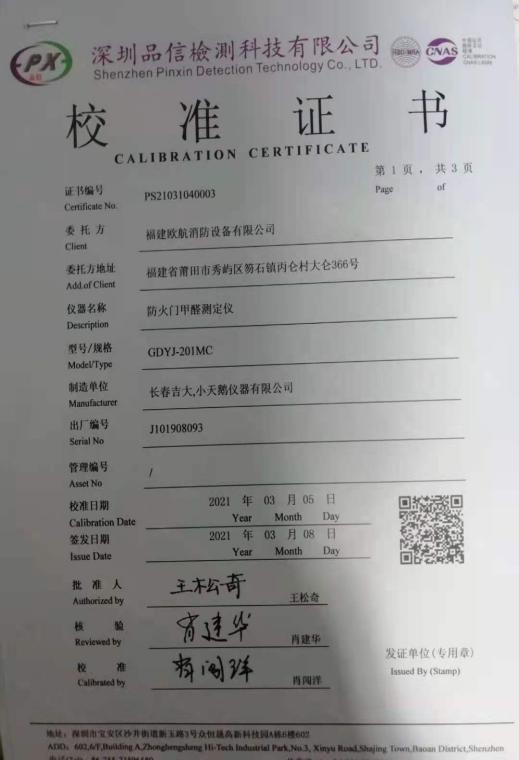 PX
品信
深圳品信檢測科技有限公司
Shenzhen Pinxin Detection Technology Co., LTD.
ilac-MRA
CNAS
CALIBRATION
校准证书
CALIBRATION CERTIFICATE
第 1 页，共 3 页
Page of
证书编号 PS21031040003
Certificate No.
委托方 福建欧航消防设备有限公司
Client
委托方地址 福建省莆田市秀屿区笏石镇丙仑村大仑366号
Add.of Client
仪器名称 防火门甲醛测定仪
Description
型号/规格 GDYJ-201MC
Model/Type
制造单位 长春吉大,小天鹅仪器有限公司
Manufacturer
出厂编号 J101908093
Serial No
管理编号 /
Asset No
校准日期 2021 年 03 月 05 日
Calibration Date Year Month Day
签发日期 2021 年 03 月 08 日
Issue Date Year Month Day
批准人 王松奇 王松奇
Authorized by
核验 肖建华 肖建华
Reviewed by
校准 肖闯洋
Calibrated by
发证单位(专用章)
Issued By (Stamp)
地址：深圳市宝安区沙井街道新玉路3号众恒晟高新科技园A栋6楼602
ADD：602,6/F,Building A,Zhonghengsheng Hi-Tech Industrial Park,No.3, Xinyu Road,Shajing Town,Baoan District,Shenzhen